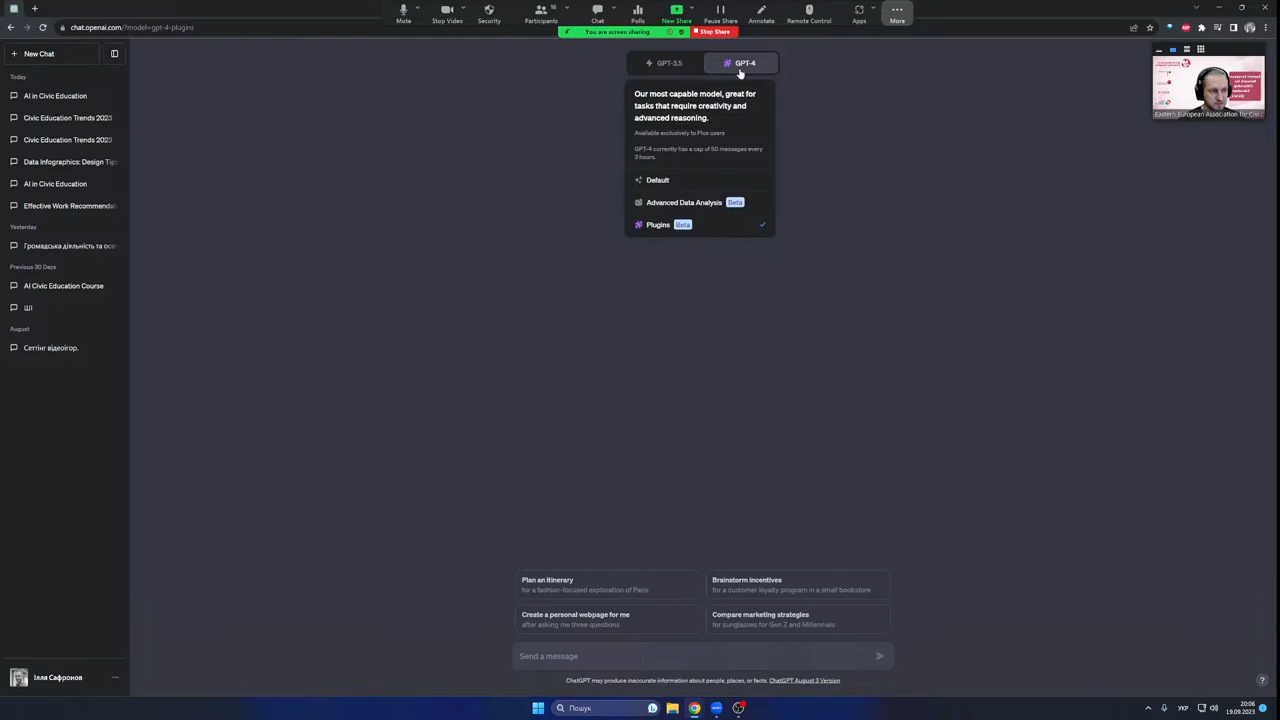 Mute
Stop Video
Security
Participants
16
Chat
Polls
New Share
Pause Share
Annotate
Remote Control
Apps
More
You are screen sharing
Stop Share
chat.openai.com/?model=gpt-4-plugins
New Chat
Today
AI in Civic Education
Civic Education Trends 2023
Civic Education Trends 2023
Data Infographics: Design Tips
AI in Civic Education
Effective Work Recommendat
Yesterday
Громадська діяльність та осв
Previous 30 Days
AI Civic Education Course
ШІ
August
Сеттінг відеоігор.
Ілля Сафронов
GPT-3.5
GPT-4
Our most capable model, great for
tasks that require creativity and
advanced reasoning.
Available exclusively to Plus users
GPT-4 currently has a cap of 50 messages every
3 hours.
Default
Advanced Data Analysis Beta
Plugins Beta
Eastern European Association for Civi...
Plan an itinerary
for a fashion-focused exploration of Paris
Brainstorm incentives
for a customer loyalty program in a small bookstore
Create a personal webpage for me
after asking me three questions
Compare marketing strategies
for sunglasses for Gen Z and Millennials
Send a message
ChatGPT may produce inaccurate information about people, places, or facts. ChatGPT August 3 Version
?
Пошук
УКР
20:06
19.09.2023